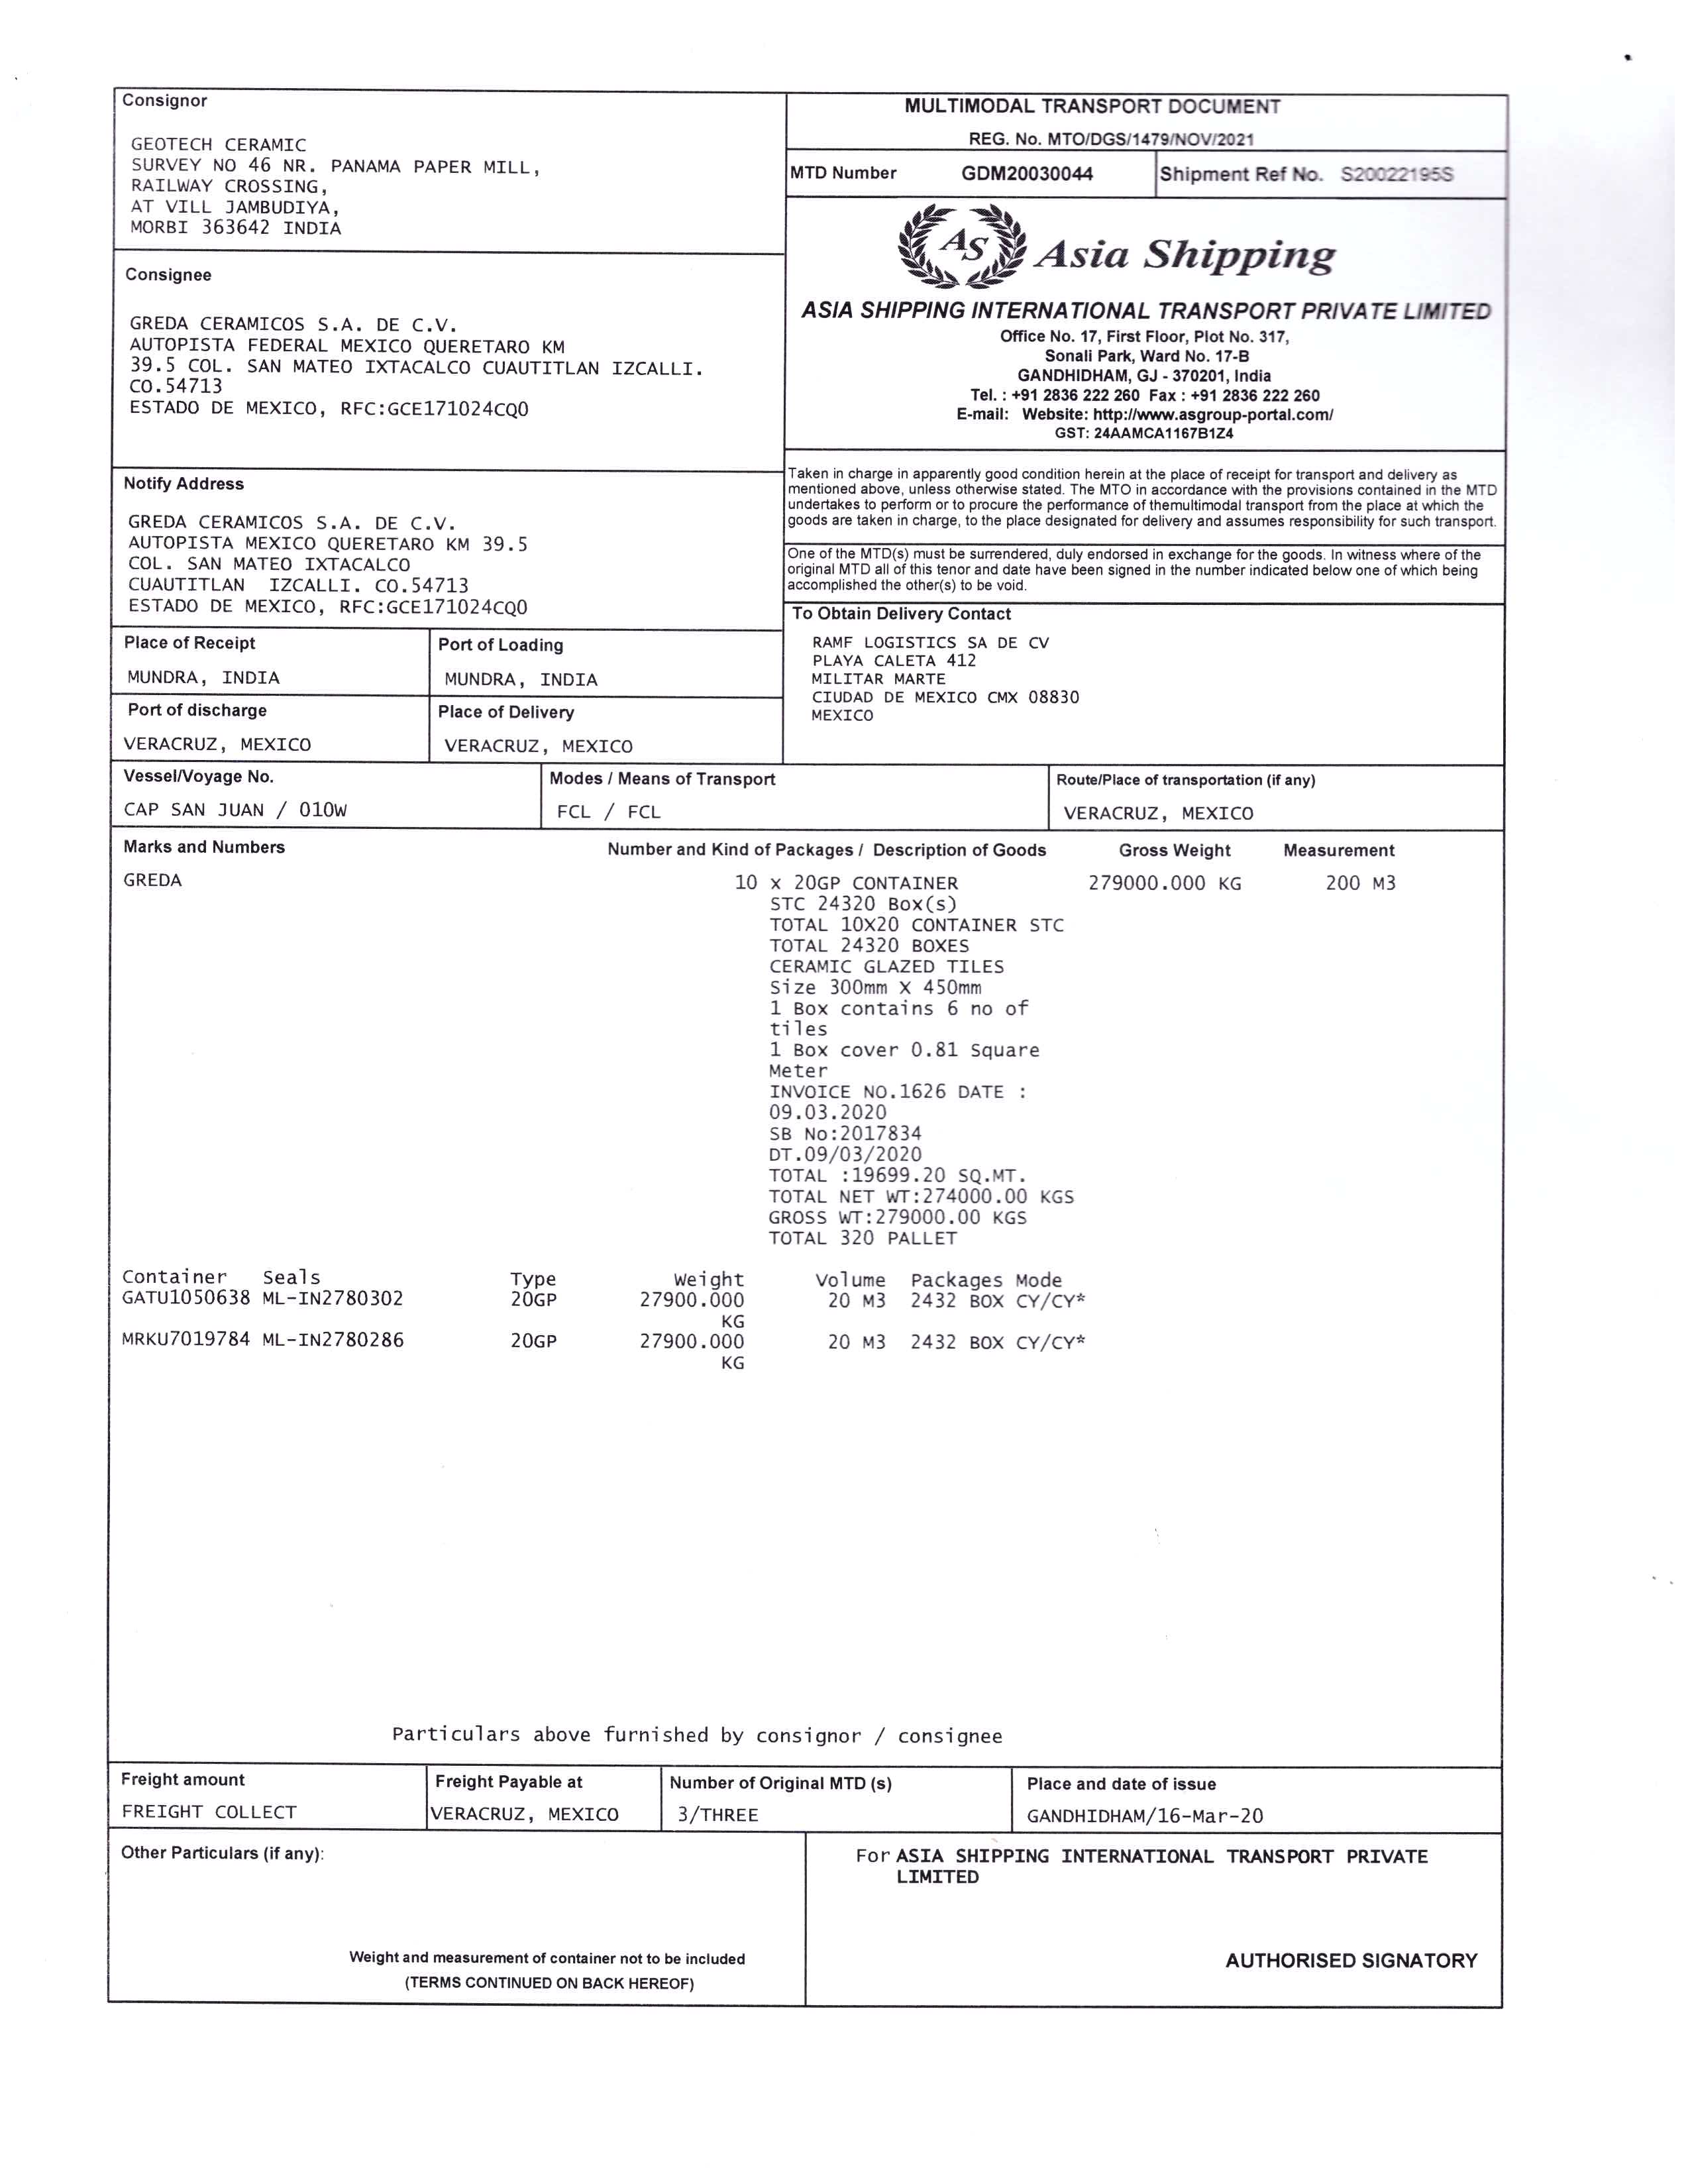 Consignor
GEOTECH CERAMIC
SURVEY NO 46 NR. PANAMA PAPER MILL,
RAILWAY CROSSING,
AT VILL JAMBUDIYA,
MORBI 363642 INDIA
MULTIMODAL TRANSPORT DOCUMENT
REG. No. MTO/DGS/1479/NOV/2021
MTD Number GDM20030044 Shipment Ref No. S20022195S
AS Asia Shipping
ASIA SHIPPING INTERNATIONAL TRANSPORT PRIVATE LIMITED
Office No. 17, First Floor, Plot No. 317,
Sonali Park, Ward No. 17-B
GANDHIDHAM, GJ - 370201, India
Tel. : +91 2836 222 260 Fax : +91 2836 222 260
E-mail: Website: http://www.asgroup-portal.com/
GST: 24AAMCA1167B1Z4
Consignee
GREDA CERAMICOS S.A. DE C.V.
AUTOPISTA FEDERAL MEXICO QUERETARO KM
39.5 COL. SAN MATEO IXTACALCO CUAUTITLAN IZCALLI.
CO.54713
ESTADO DE MEXICO, RFC:GCE171024CQ0
Taken in charge in apparently good condition herein at the place of receipt for transport and delivery as
mentioned above, unless otherwise stated. The MTO in accordance with the provisions contained in the MTD
undertakes to perform or to procure the performance of themultimodal transport from the place at which the
goods are taken in charge, to the place designated for delivery and assumes responsibility for such transport.
One of the MTD(s) must be surrendered, duly endorsed in exchange for the goods. In witness where of the
original MTD all of this tenor and date have been signed in the number indicated below one of which being
accomplished the other(s) to be void.
Notify Address
GREDA CERAMICOS S.A. DE C.V.
AUTOPISTA MEXICO QUERETARO KM 39.5
COL. SAN MATEO IXTACALCO
CUAUTITLAN IZCALLI. CO.54713
ESTADO DE MEXICO, RFC:GCE171024CQ0
To Obtain Delivery Contact
RAMF LOGISTICS SA DE CV
PLAYA CALETA 412
MILITAR MARTE
CIUDAD DE MEXICO CMX 08830
MEXICO
Place of Receipt Port of Loading
MUNDRA, INDIA MUNDRA, INDIA
Port of discharge Place of Delivery
VERACRUZ, MEXICO VERACRUZ, MEXICO
Vessel/Voyage No. Modes / Means of Transport Route/Place of transportation (if any)
CAP SAN JUAN / 010W FCL / FCL VERACRUZ, MEXICO
Marks and Numbers Number and Kind of Packages / Description of Goods Gross Weight Measurement
GREDA 10 x 20GP CONTAINER 279000.000 KG 200 M3
STC 24320 Box(s)
TOTAL 10X20 CONTAINER STC
TOTAL 24320 BOXES
CERAMIC GLAZED TILES
Size 300mm X 450mm
1 Box contains 6 no of
tiles
1 Box cover 0.81 Square
Meter
INVOICE NO.1626 DATE :
09.03.2020
SB No:2017834
DT.09/03/2020
TOTAL :19699.20 SQ.MT.
TOTAL NET WT:274000.00 KGS
GROSS WT:279000.00 KGS
TOTAL 320 PALLET
Container Seals Type Weight Volume Packages Mode
GATU1050638 ML-IN2780302 20GP 27900.000 20 M3 2432 BOX CY/CY*
KG
MRKU7019784 ML-IN2780286 20GP 27900.000 20 M3 2432 BOX CY/CY*
KG
Particulars above furnished by consignor / consignee
Freight amount Freight Payable at Number of Original MTD (s) Place and date of issue
FREIGHT COLLECT VERACRUZ, MEXICO 3/THREE GANDHIDHAM/16-Mar-20
Other Particulars (if any):
Weight and measurement of container not to be included
(TERMS CONTINUED ON BACK HEREOF)
For ASIA SHIPPING INTERNATIONAL TRANSPORT PRIVATE
LIMITED
AUTHORISED SIGNATORY